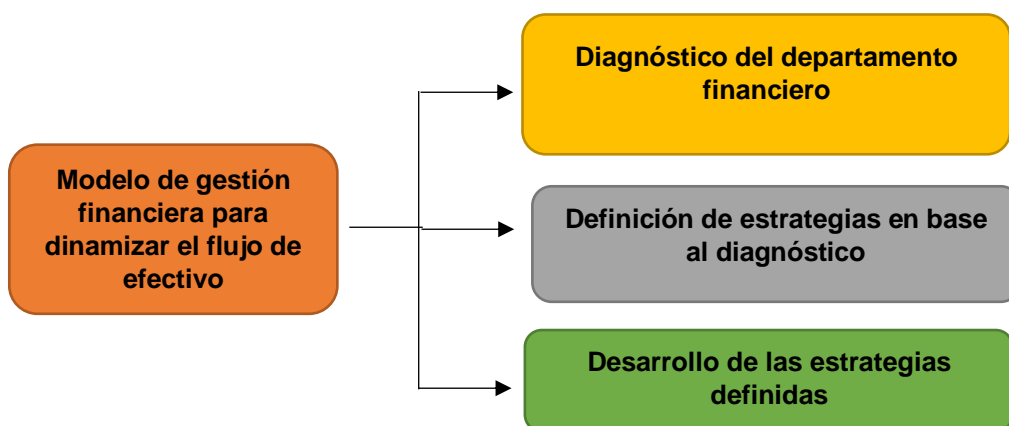 Modelo de gestión
financiera para
dinamizar el flujo de
efectivo
Diagnóstico del departamento
financiero
Definición de estrategias en base
al diagnóstico
Desarrollo de las estrategias
definidas